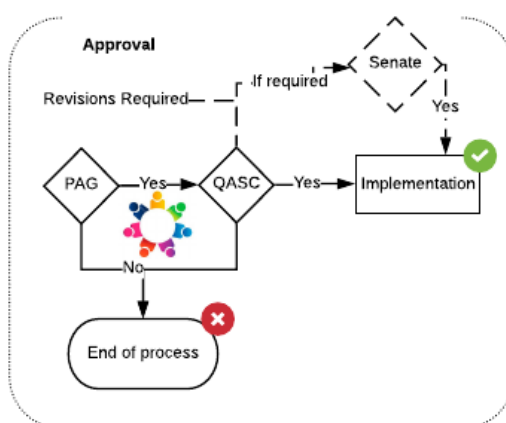 Approval
Senate
If required
Revisions Required
Yes
PAG
Yes
QASC
Yes
Implementation
No
End of process